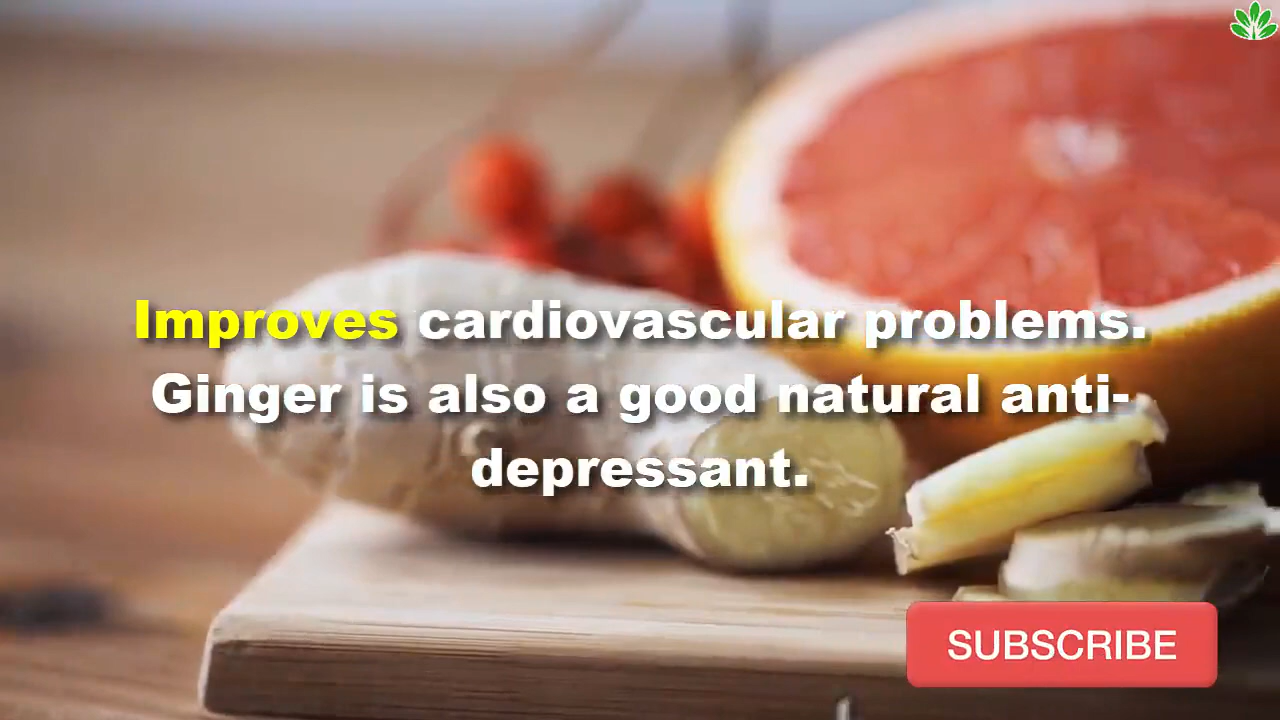 Improves cardiovascular problems.
Ginger is also a good natural anti-
depressant.
SUBSCRIBE